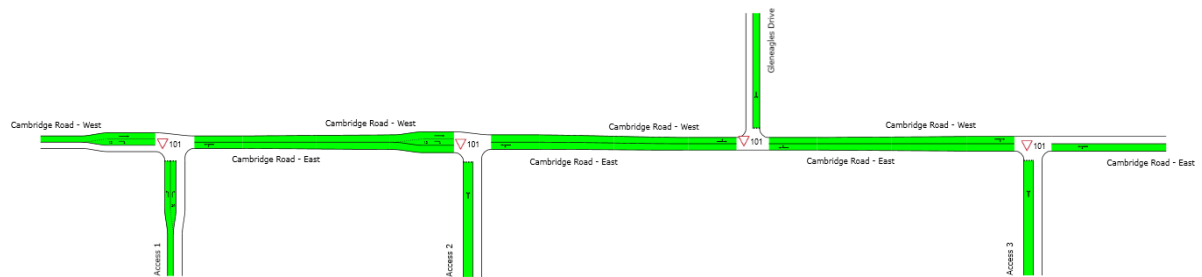 Gleneagles Drive
Cambridge Road - West
Cambridge Road - West
Cambridge Road - West
Cambridge Road - West
101
101
101
101
Cambridge Road - East
Cambridge Road - East
Cambridge Road - East
Cambridge Road - East
Access 1
Access 2
Access 3